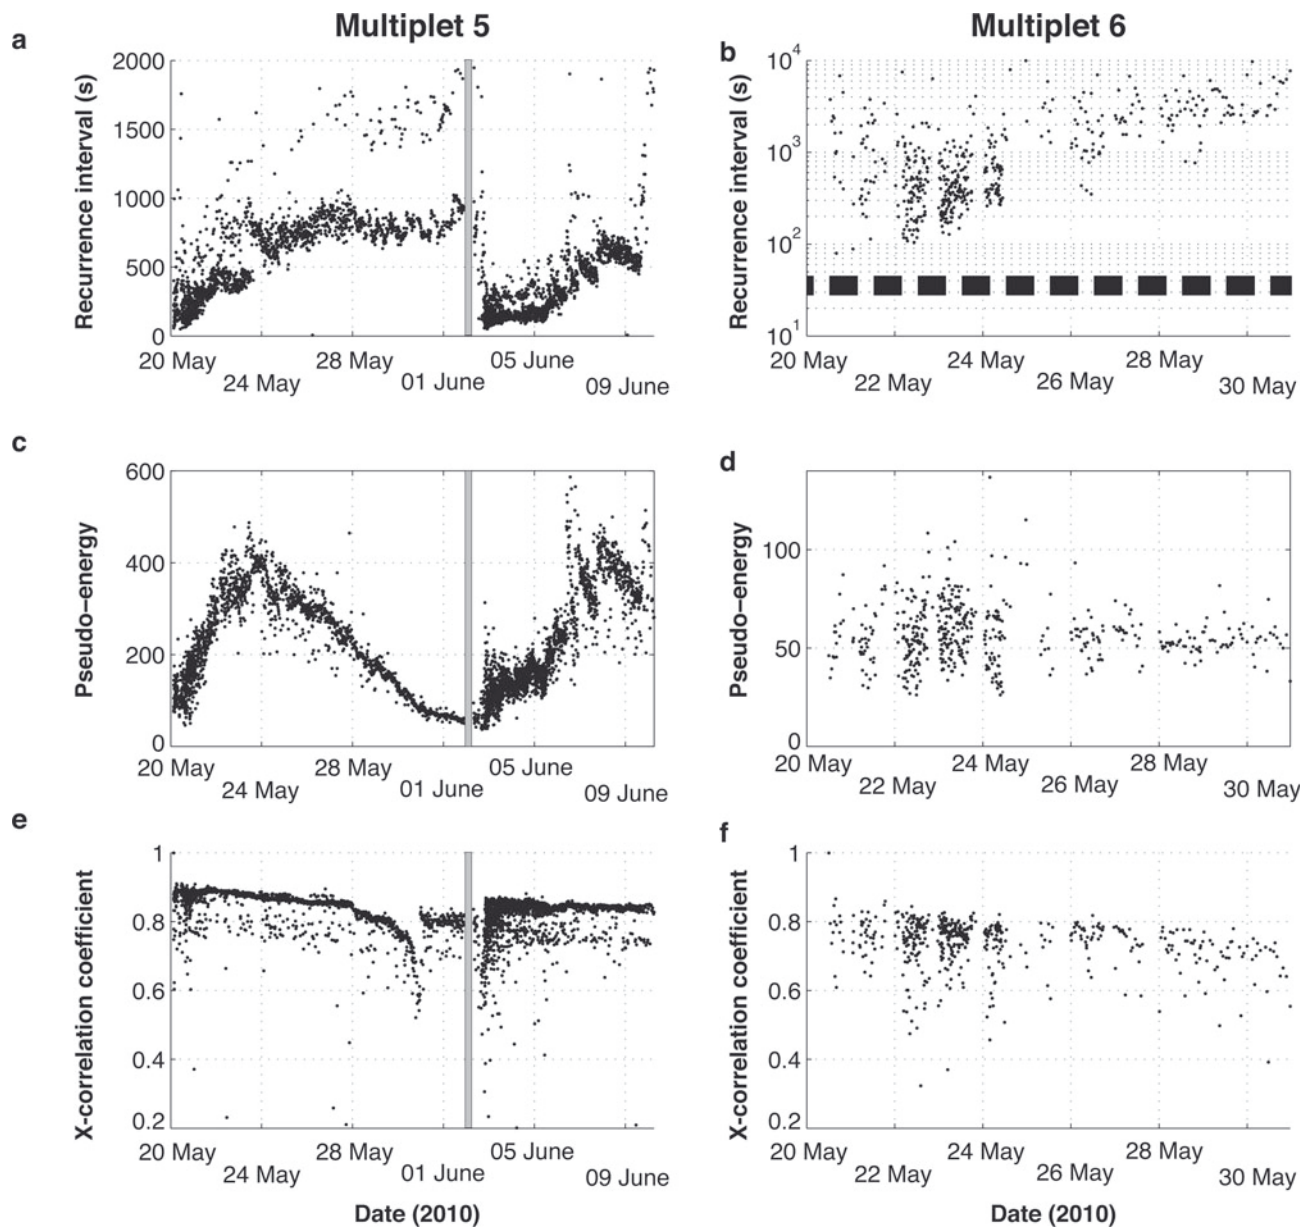 Multiplet 5
Multiplet 6
a
Recurrence interval (s)
2000
1500
1000
500
0
20 May
24 May
28 May
01 June
05 June
09 June
b
Recurrence interval (s)
10^4
10^3
10^2
10^1
20 May
22 May
24 May
26 May
28 May
30 May
c
Pseudo-energy
600
400
200
0
20 May
24 May
28 May
01 June
05 June
09 June
d
Pseudo-energy
100
50
0
20 May
22 May
24 May
26 May
28 May
30 May
e
X-correlation coefficient
1
0.8
0.6
0.4
0.2
20 May
24 May
28 May
01 June
05 June
09 June
Date (2010)
f
X-correlation coefficient
1
0.8
0.6
0.4
0.2
20 May
22 May
24 May
26 May
28 May
30 May
Date (2010)